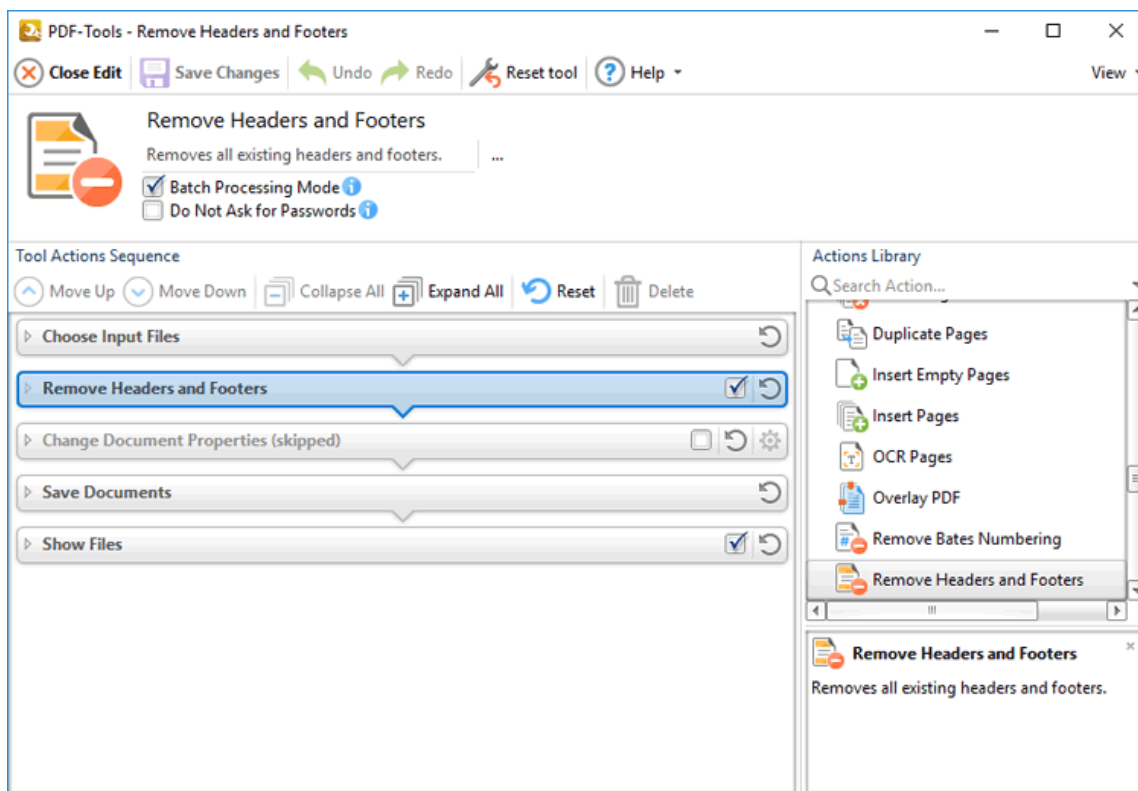 PDF-Tools - Remove Headers and Footers
Close Edit Save Changes Undo Redo Reset tool Help View
Remove Headers and Footers
Removes all existing headers and footers. ...
Batch Processing Mode
Do Not Ask for Passwords
Tool Actions Sequence
Move Up Move Down Collapse All Expand All Reset Delete
Choose Input Files
Remove Headers and Footers
Change Document Properties (skipped)
Save Documents
Show Files
Actions Library
Search Action...
Duplicate Pages
Insert Empty Pages
Insert Pages
OCR Pages
Overlay PDF
Remove Bates Numbering
Remove Headers and Footers
Remove Headers and Footers
Removes all existing headers and footers.